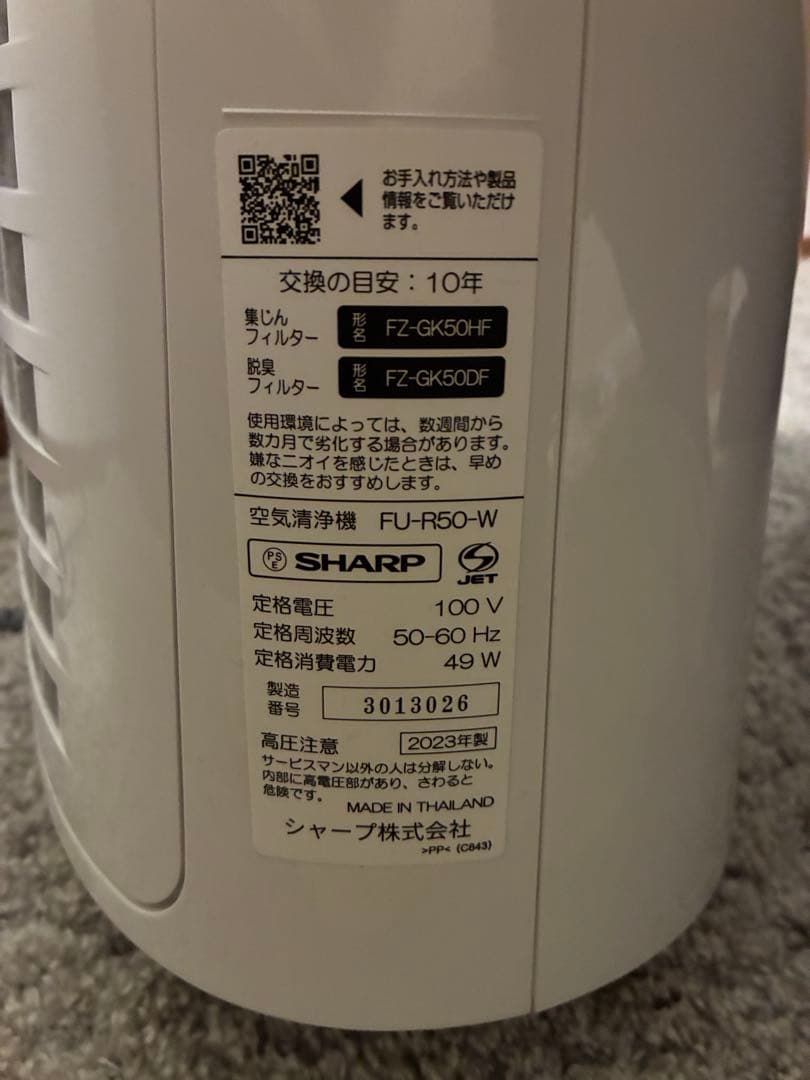 お手入れ方法や製品
情報をご覧いただけ
ます。
交換の目安：10年
集じん
フィルター
形名 FZ-GK50HF
脱臭
フィルター
形名 FZ-GK50DF
使用環境によっては、数週間から
数カ月で劣化する場合があります。
嫌なニオイを感じたときは、早め
の交換をおすすめします。
空気清浄機 FU-R50-W
PSE SHARP JET
定格電圧 100 V
定格周波数 50-60 Hz
定格消費電力 49 W
製造番号 3013026
高圧注意 2023年製
サービスマン以外の人は分解しない。
内部に高電圧部があり、さわると
危険です。
MADE IN THAILAND
シャープ株式会社
>PP< (C843)